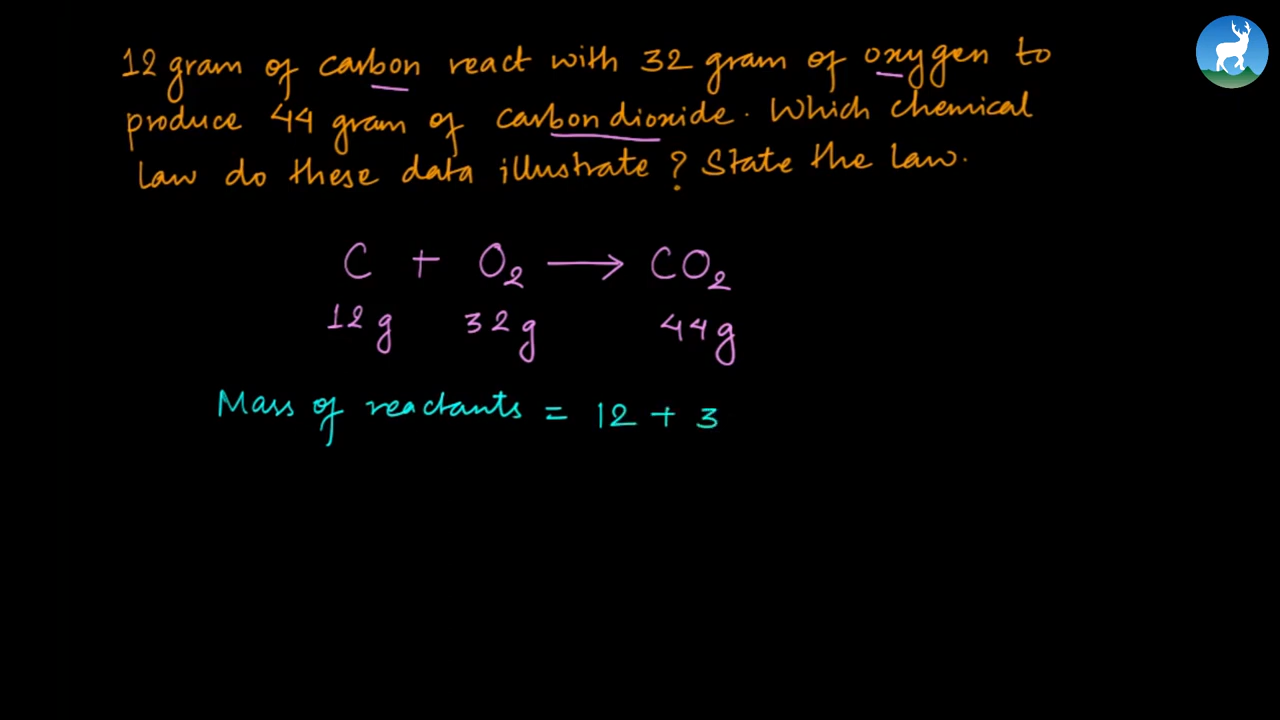 12 gram of carbon react with 32 gram of oxygen to
produce 44 gram of carbon dioxide. Which chemical
law do these data illustrate? State the law.
C + O₂ ⟶ CO₂
12g 32g 44g
Mass of reactants = 12 + 3